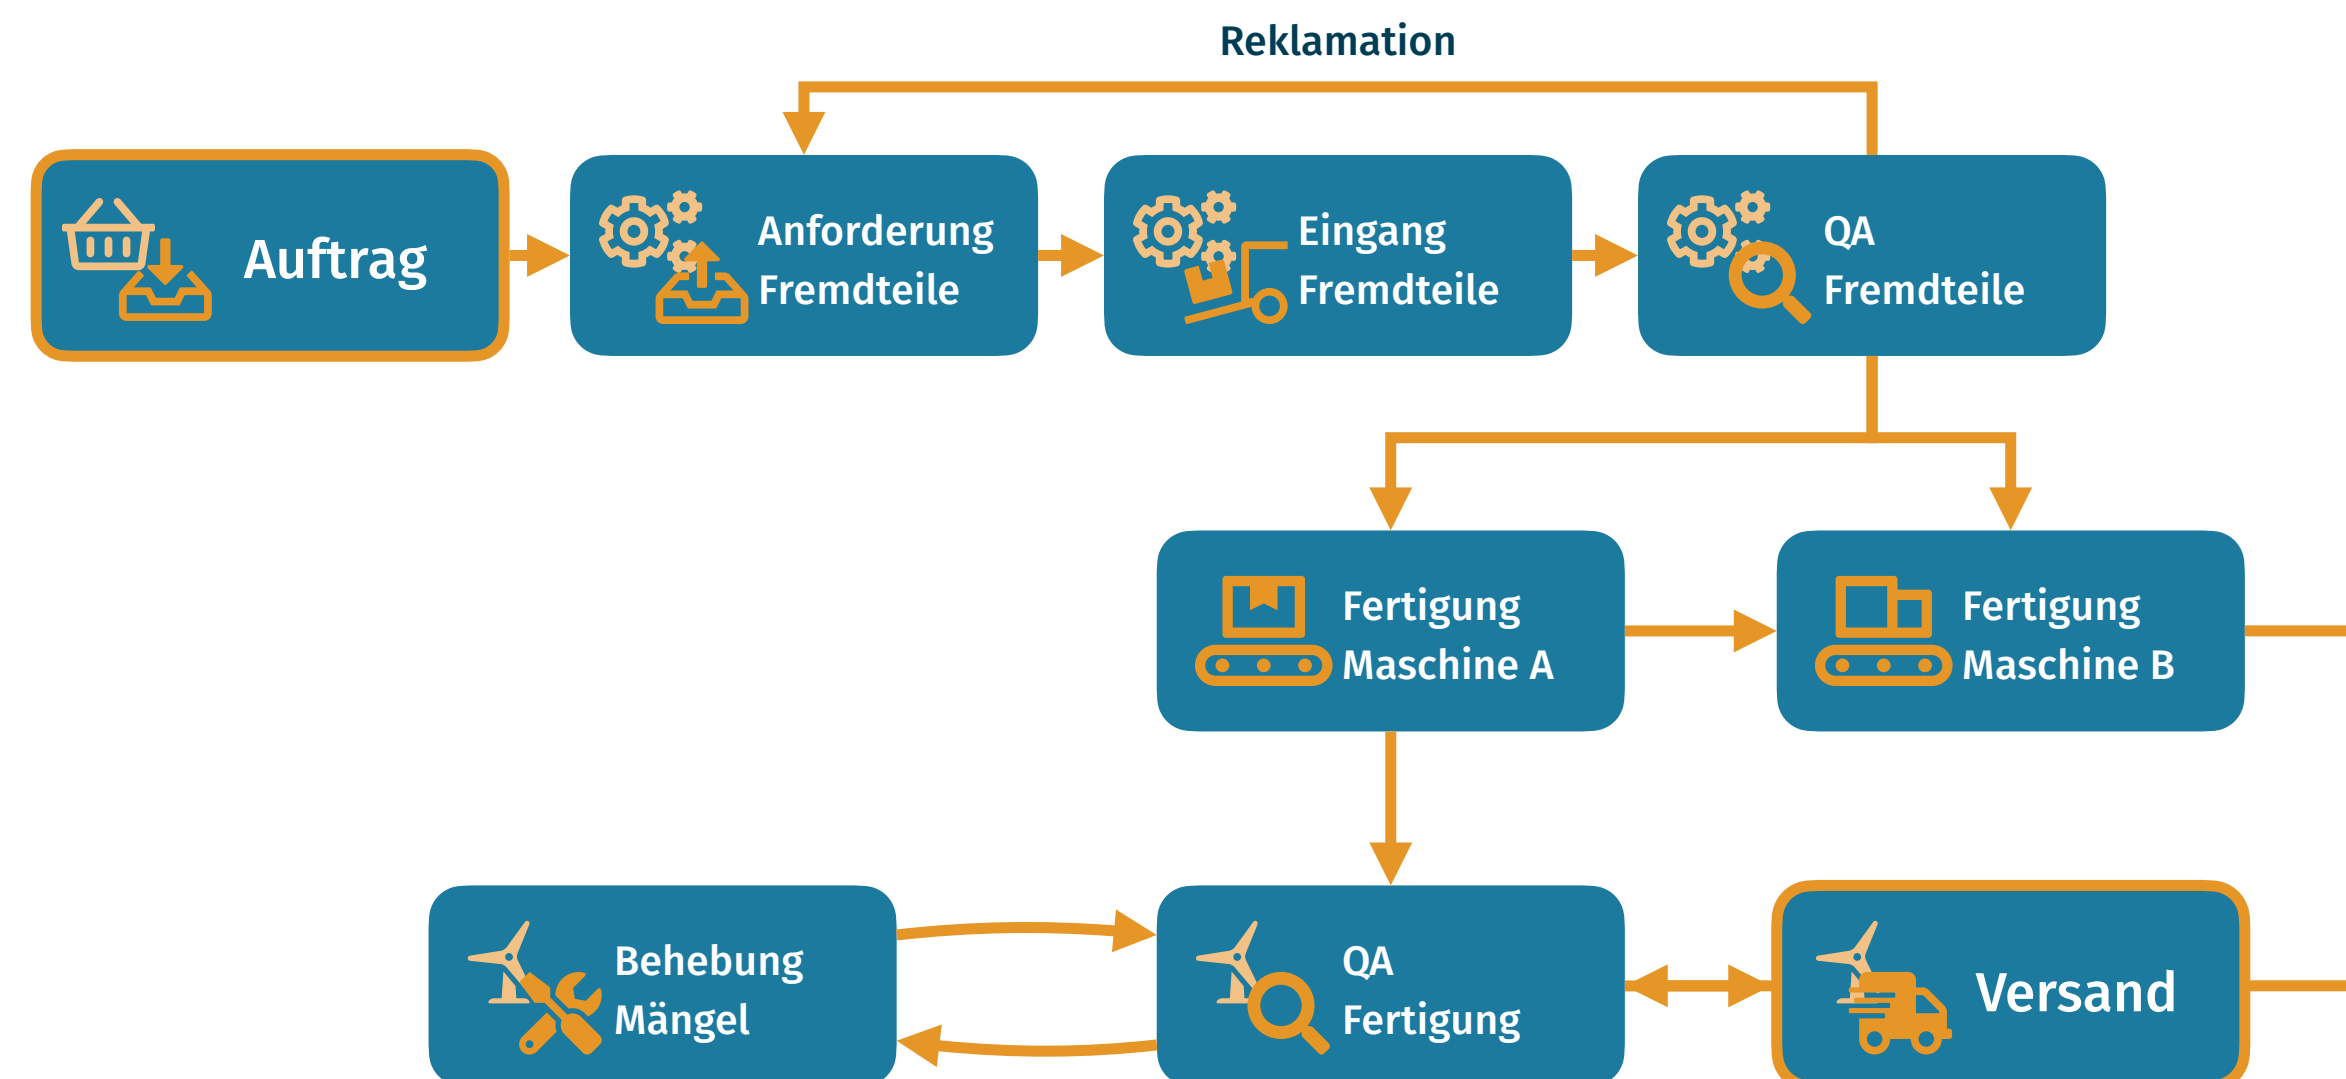 Reklamation
Auftrag
Anforderung
Fremdteile
Eingang
Fremdteile
QA
Fremdteile
Fertigung
Maschine A
Fertigung
Maschine B
Behebung
Mängel
QA
Fertigung
Versand